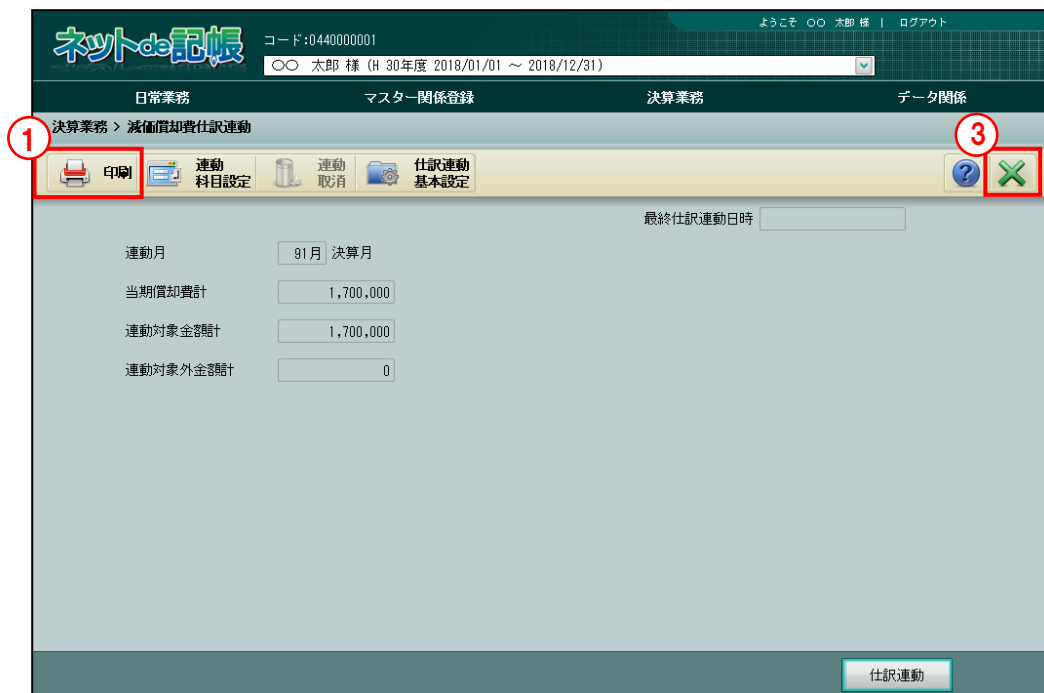 ようこそ ○○ 太郎 様 | ログアウト
ネットde記帳
コード:0440000001
○○ 太郎 様 (H 30年度 2018/01/01 ～ 2018/12/31)
日常業務 マスター関係登録 決算業務 データ関係
決算業務 > 減価償却費仕訳連動
1
3
印刷
連動
科目設定
連動
取消
仕訳連動
基本設定
?
最終仕訳連動日時
連動月 91月 決算月
当期償却費計 1,700,000
連動対象金額計 1,700,000
連動対象外金額計 0
仕訳連動